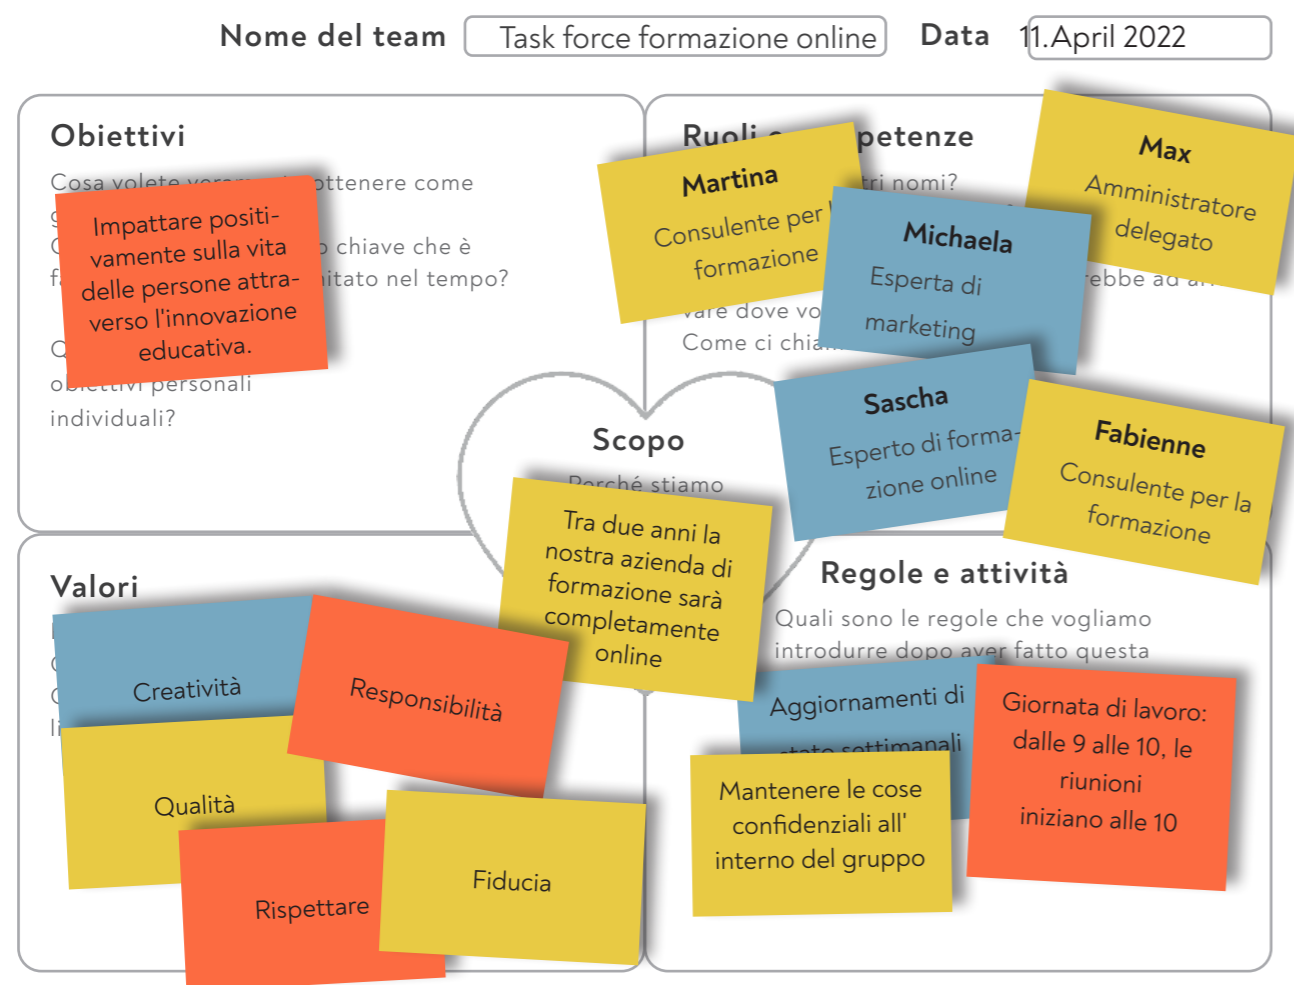 Nome del team Task force formazione online Data 11.April 2022
Obiettivi
Cosa volete ottenere come
chiave che è
nel tempo?
obiettivi personali
individuali?
Impattare positi-
vamente sulla vita
delle persone attra-
verso l'innovazione
educativa.
Ruoli e
nomi?
ad
vare dove
Come ci
Martina
Consulente per
formazione
Michaela
Esperta di
marketing
Max
Amministratore
delegato
Sascha
Esperto di forma-
zione online
Fabienne
Consulente per la
formazione
Scopo
Perché stiamo
Tra due anni la
nostra azienda di
formazione sarà
completamente
online
Valori
Creatività
Responsibilità
Qualità
Rispettare
Fiducia
Regole e attività
Quali sono le regole che vogliamo
introdurre dopo aver fatto questa
Aggiornamenti di
stato settimanali
Mantenere le cose
confidenziali all'
interno del gruppo
Giornata di lavoro:
dalle 9 alle 10, le
riunioni
iniziano alle 10